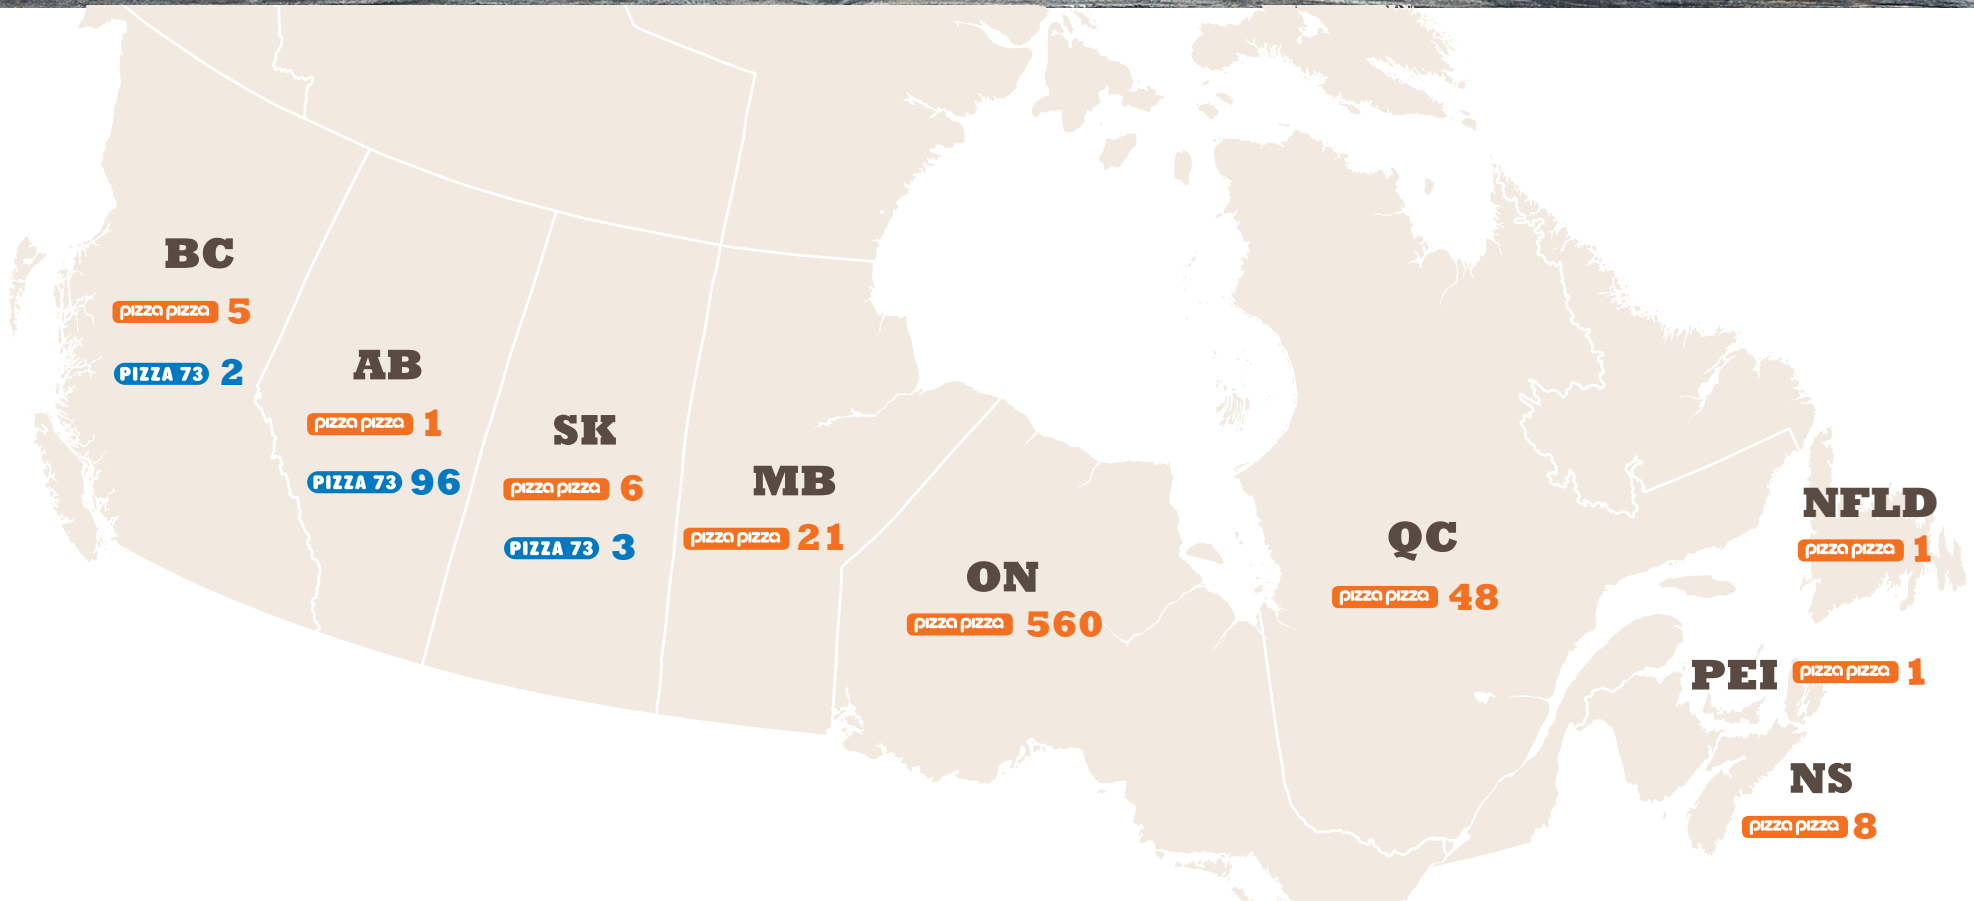 BC
pizza pizza 5
PIZZA 73 2
AB
pizza pizza 1
PIZZA 73 96
SK
pizza pizza 6
PIZZA 73 3
MB
pizza pizza 21
ON
pizza pizza 560
QC
pizza pizza 48
NFLD
pizza pizza 1
PEI pizza pizza 1
NS
pizza pizza 8